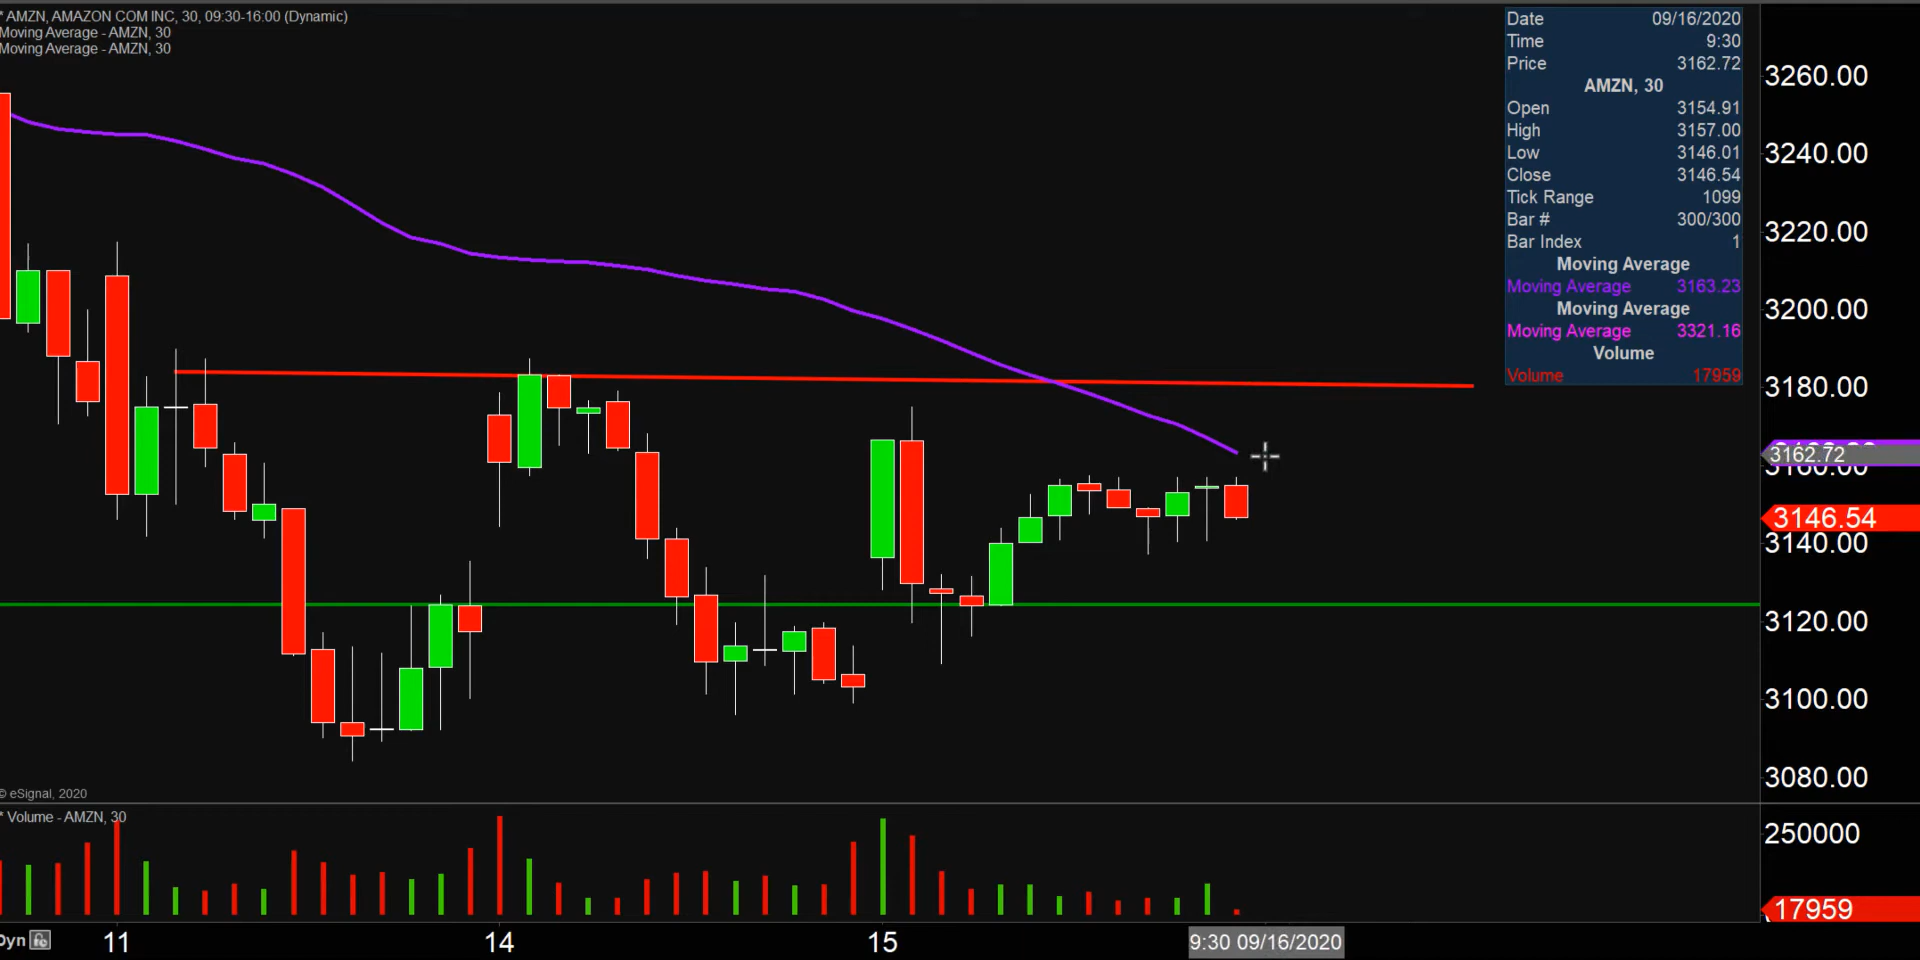 * AMZN, AMAZON COM INC, 30, 09:30-16:00 (Dynamic)
Moving Average - AMZN, 30
Moving Average - AMZN, 30
Date 09/16/2020
Time 9:30
Price 3162.72
AMZN, 30
Open 3154.91
High 3157.00
Low 3146.01
Close 3146.54
Tick Range 1099
Bar # 300/300
Bar Index 1
Moving Average
Moving Average 3163.23
Moving Average
Moving Average 3321.16
Volume
Volume 17959
3260.00
3240.00
3220.00
3200.00
3180.00
3162.72
3160.00
3146.54
3140.00
3120.00
3100.00
3080.00
© eSignal, 2020
* Volume - AMZN, 30
250000
17959
Dyn 11 14 15 9:30 09/16/2020